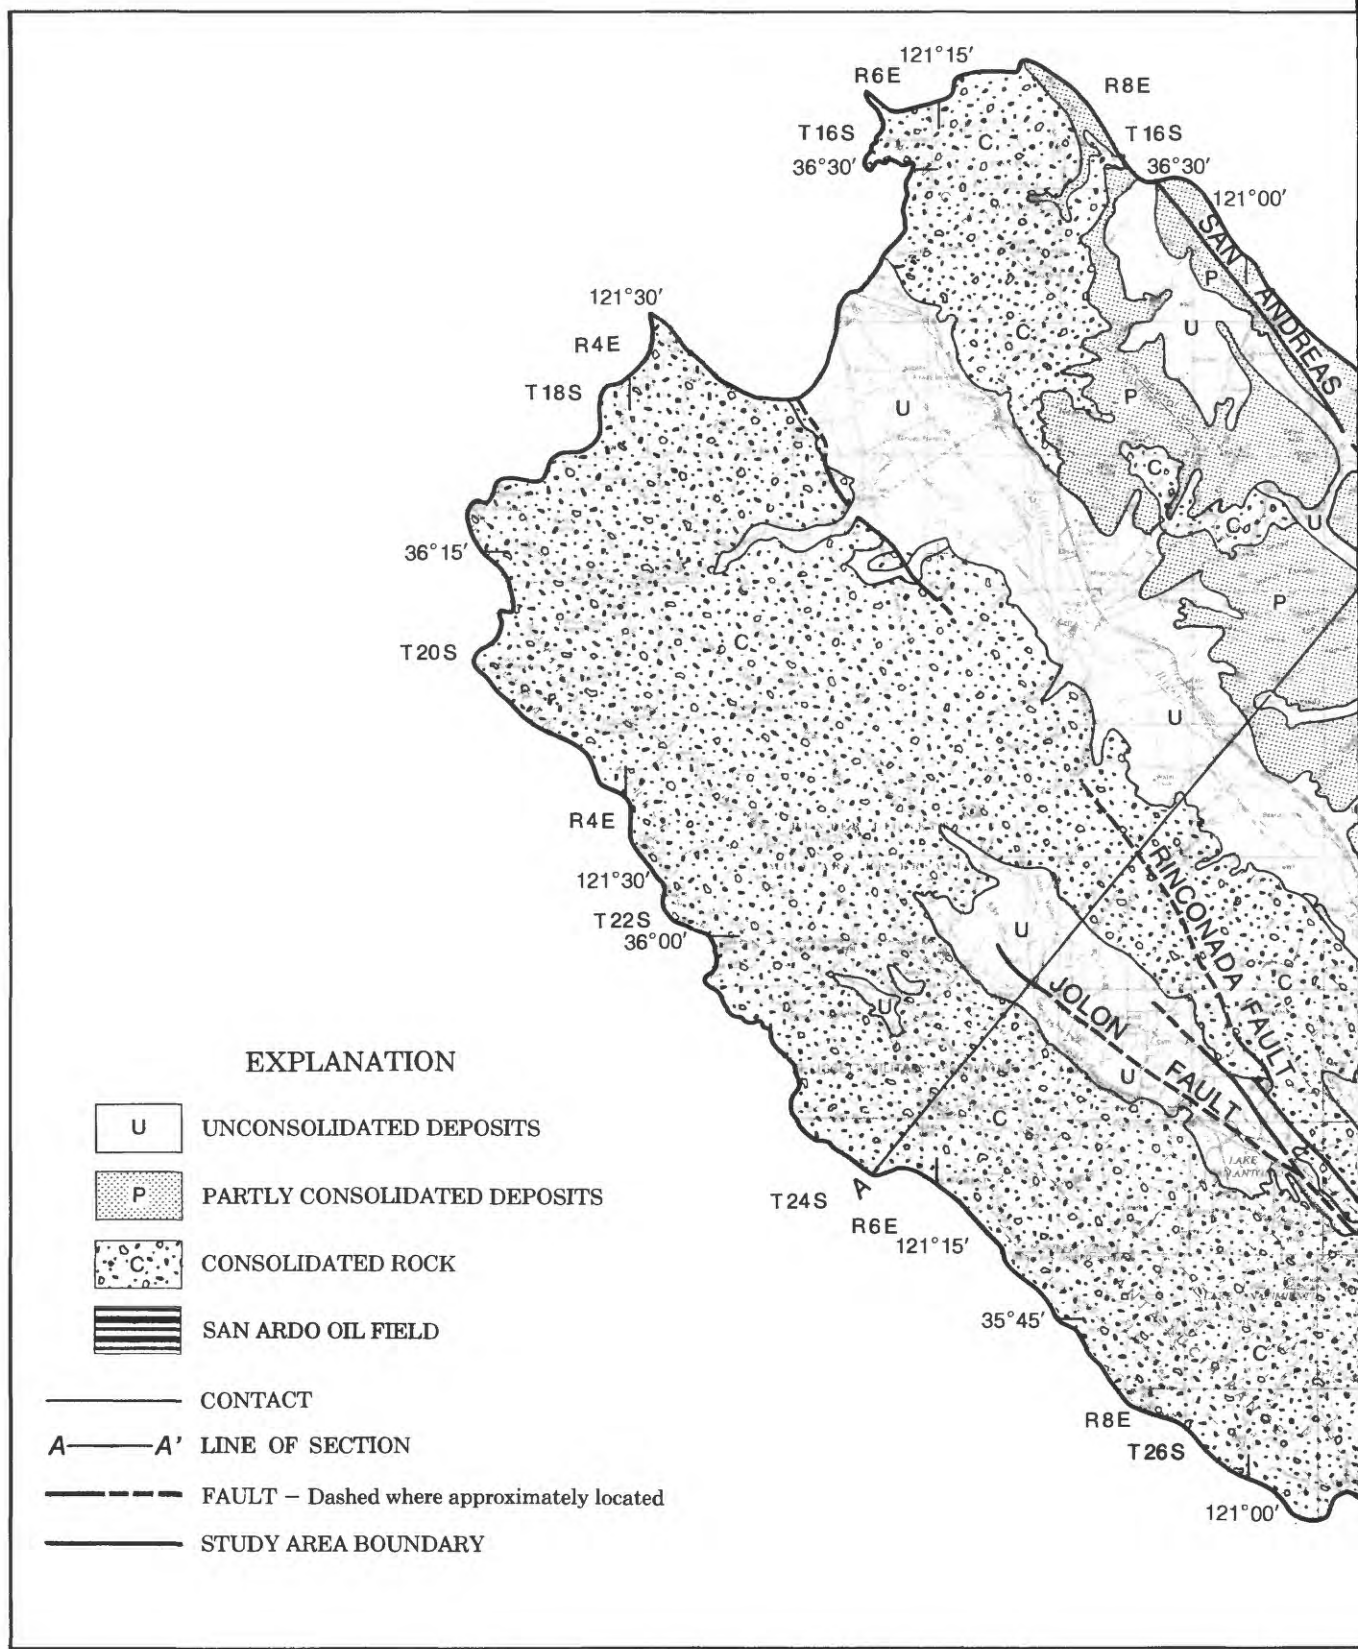 121°15'
R6E
R8E
T16S
T16S
36°30'
36°30'
121°00'
SAN ANDREAS
C
P
U
121°30'
R4E
T18S
C
P
U
C
C
U
36°15'
P
C
T20S
U
R4E
RINCONADA FAULT
121°30'
T22S
36°00'
U
C
JOLON FAULT
U
U
C
LAKE
A
T24S
R6E
121°15'
35°45'
C
R8E
T26S
121°00'
EXPLANATION
U UNCONSOLIDATED DEPOSITS
P PARTLY CONSOLIDATED DEPOSITS
C CONSOLIDATED ROCK
SAN ARDO OIL FIELD
CONTACT
A A' LINE OF SECTION
FAULT – Dashed where approximately located
STUDY AREA BOUNDARY